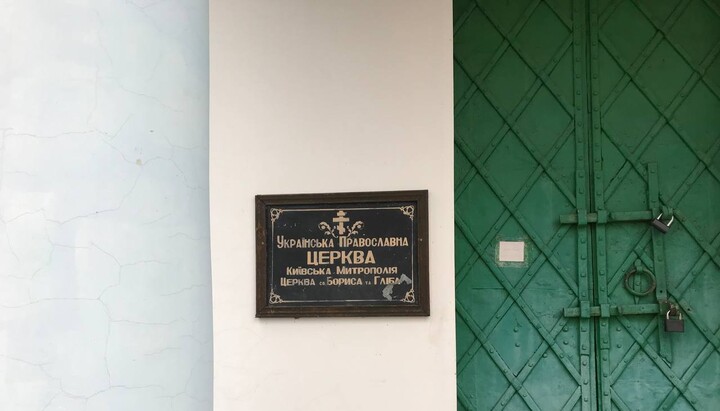 Українська Православна
ЦЕРКВА
Київська Митрополія
Церква св. Бориса та Гліба